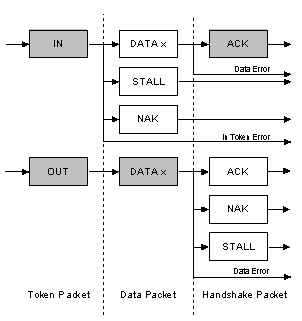 IN DATA x ACK
Data Error
STALL
NAK
In Token Error
OUT DATA x ACK
NAK
STALL
Data Error
Token Packet Data Packet Handshake Packet